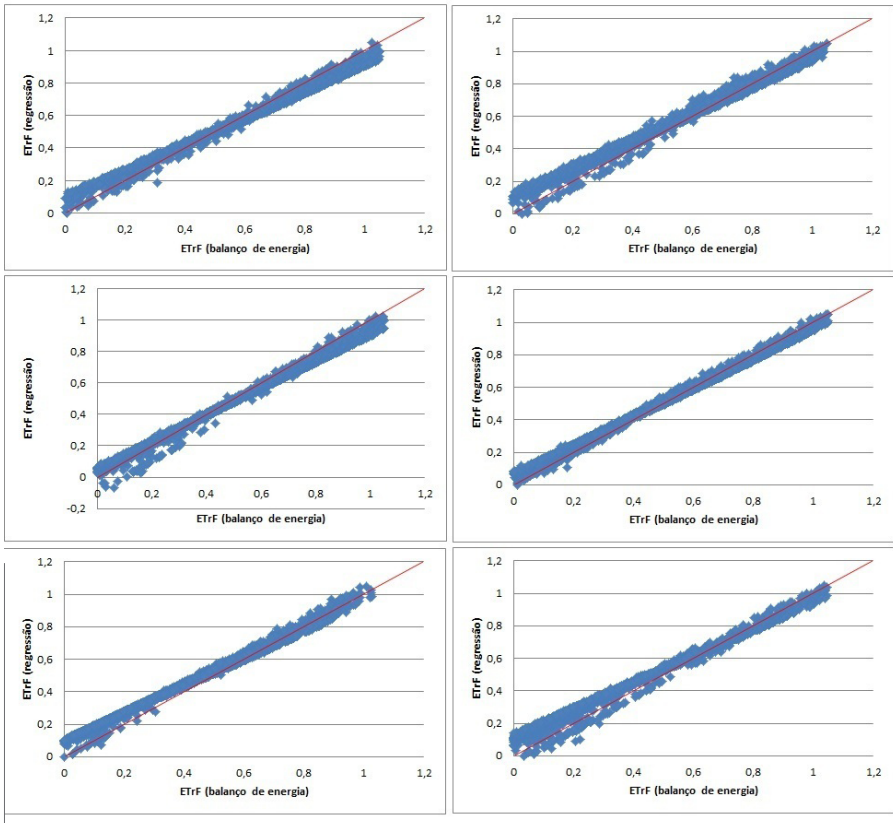 1,2
1
0,8
0,6
0,4
0,2
0
ETrF (regressão)
0 0,2 0,4 0,6 0,8 1 1,2
ETrF (balanço de energia)
1,2
1
0,8
0,6
0,4
0,2
0
ETrF (regressão)
0 0,2 0,4 0,6 0,8 1 1,2
ETrF (balanço de energia)
1,2
1
0,8
0,6
0,4
0,2
0
-0,2
ETrF (regressão)
0 0,2 0,4 0,6 0,8 1 1,2
ETrF (balanço de energia)
1,2
1
0,8
0,6
0,4
0,2
0
ETrF (regressão)
0 0,2 0,4 0,6 0,8 1 1,2
ETrF (balanço de energia)
1,2
1
0,8
0,6
0,4
0,2
0
ETrF (regressão)
0 0,2 0,4 0,6 0,8 1 1,2
ETrF (balanço de energia)
1,2
1
0,8
0,6
0,4
0,2
0
ETrF (regressão)
0 0,2 0,4 0,6 0,8 1 1,2
ETrF (balanço de energia)